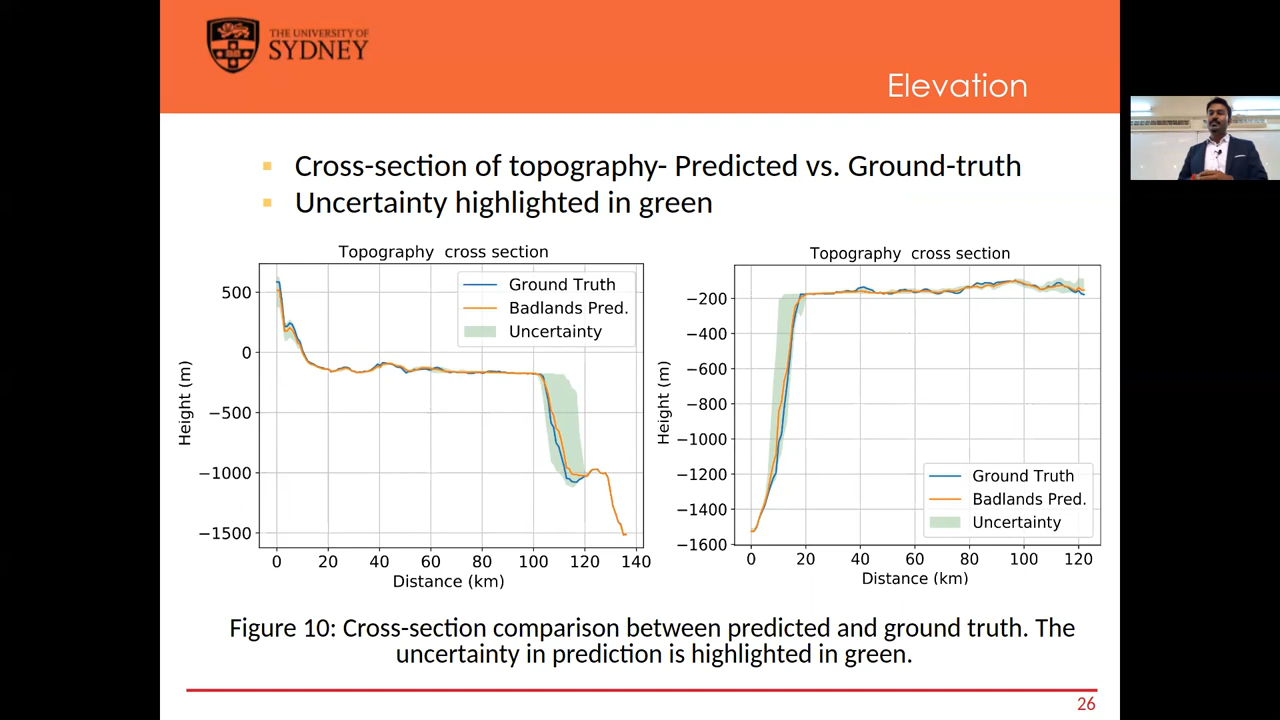 THE UNIVERSITY OF
SYDNEY
Elevation
Cross-section of topography- Predicted vs. Ground-truth
Uncertainty highlighted in green
Topography cross section
Ground Truth
Badlands Pred.
Uncertainty
500
0
−500
−1000
−1500
Height (m)
0 20 40 60 80 100 120 140
Distance (km)
Topography cross section
−200
−400
−600
−800
−1000
−1200
−1400
−1600
Height (m)
Ground Truth
Badlands Pred.
Uncertainty
0 20 40 60 80 100 120
Distance (km)
Figure 10: Cross-section comparison between predicted and ground truth. The
uncertainty in prediction is highlighted in green.
26